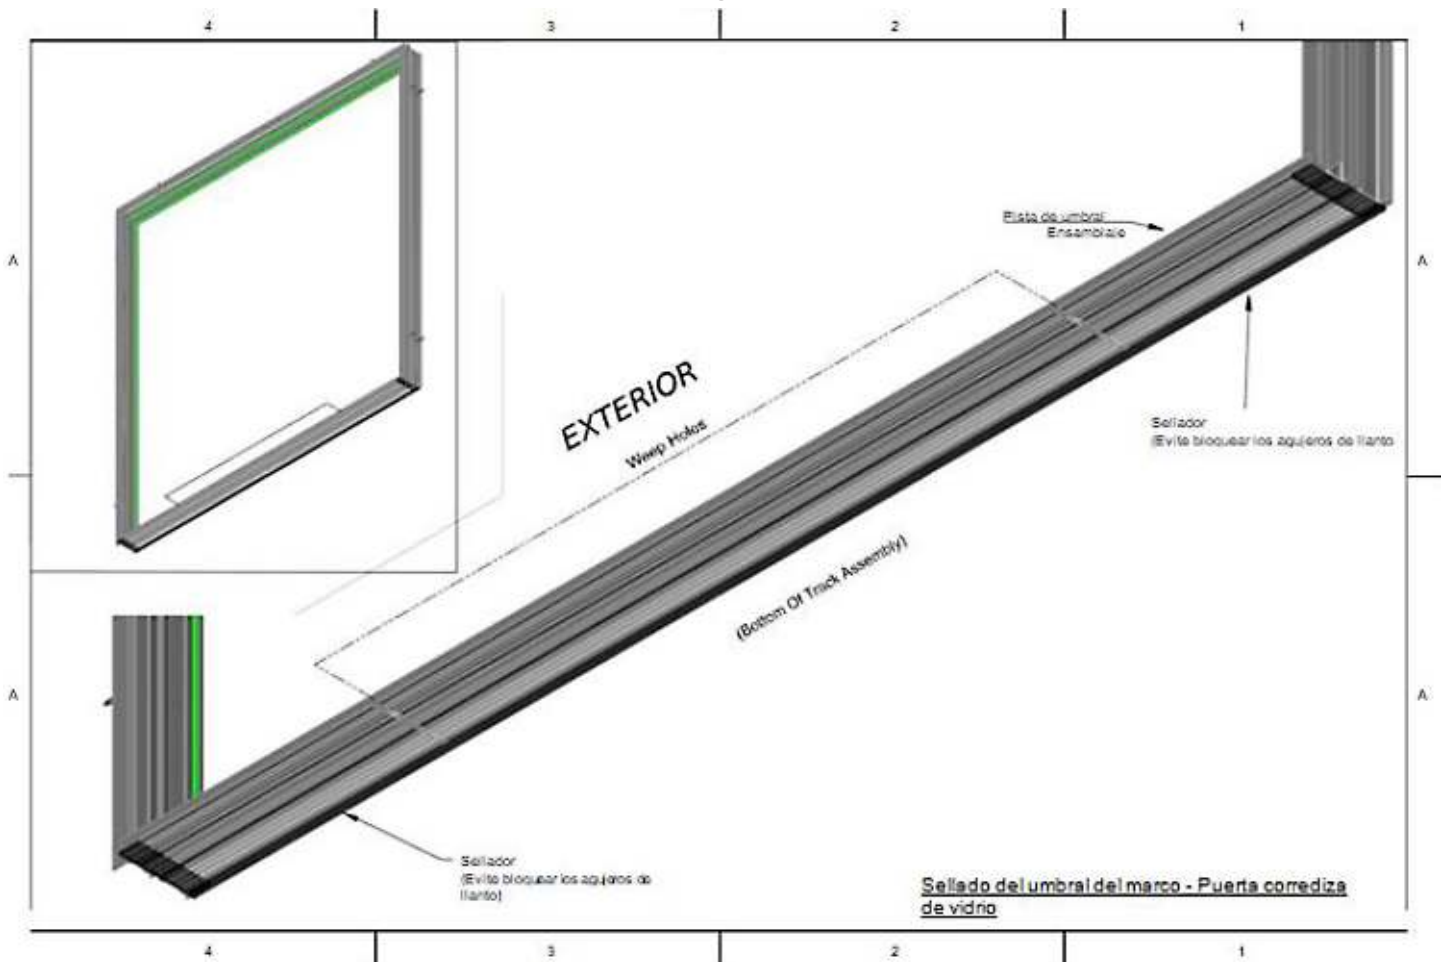 4 3 2 1
A A
Pista de umbral
Ensamblaje
EXTERIOR
Weep Holes
Sellador
(Evite bloquear los agujeros de llanto
(Bottom Of Track Assembly)
A A
Sellador
(Evite bloquear los agujeros de
llanto)
Sellado del umbral del marco - Puerta corrediza
de vidrio
4 3 2 1